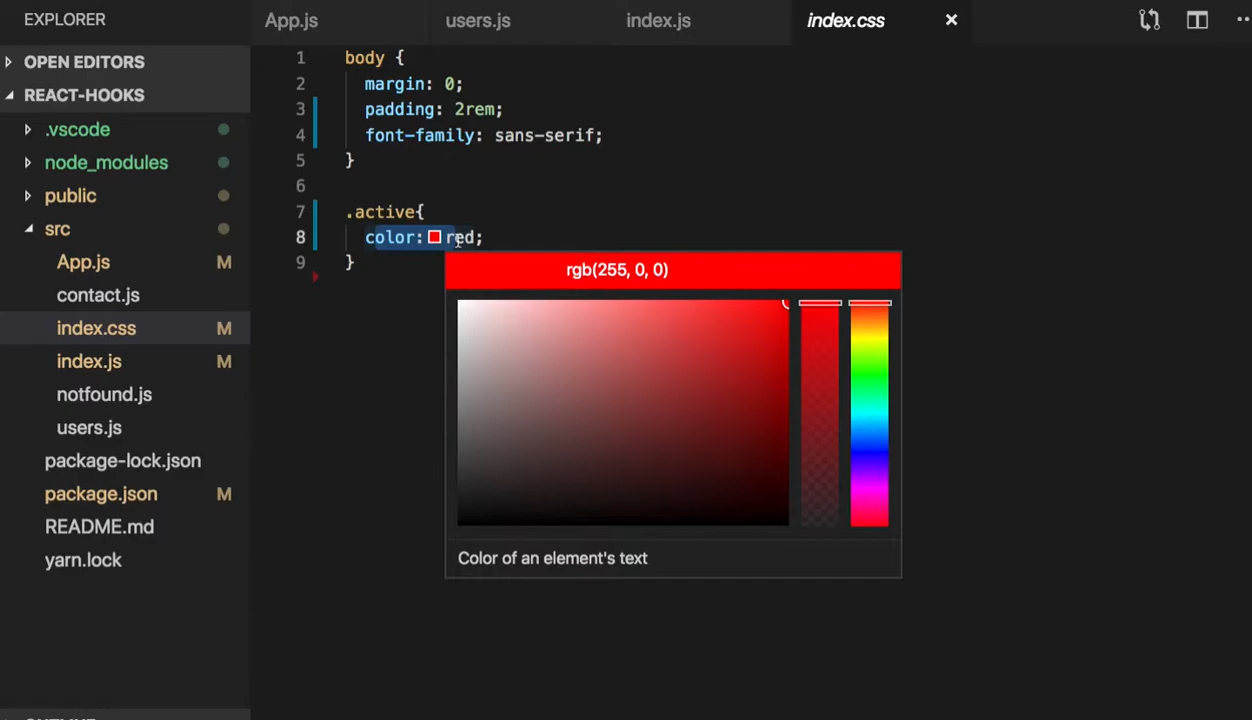 EXPLORER
App.js
users.js
index.js
index.css
OPEN EDITORS
REACT-HOOKS
.vscode
node_modules
public
src
App.js M
contact.js
index.css M
index.js M
notfound.js
users.js
package-lock.json
package.json M
README.md
yarn.lock
1 body {
2 margin: 0;
3 padding: 2rem;
4 font-family: sans-serif;
5 }
6
7 .active{
8 color: red;
9 }
rgb(255, 0, 0)
Color of an element's text